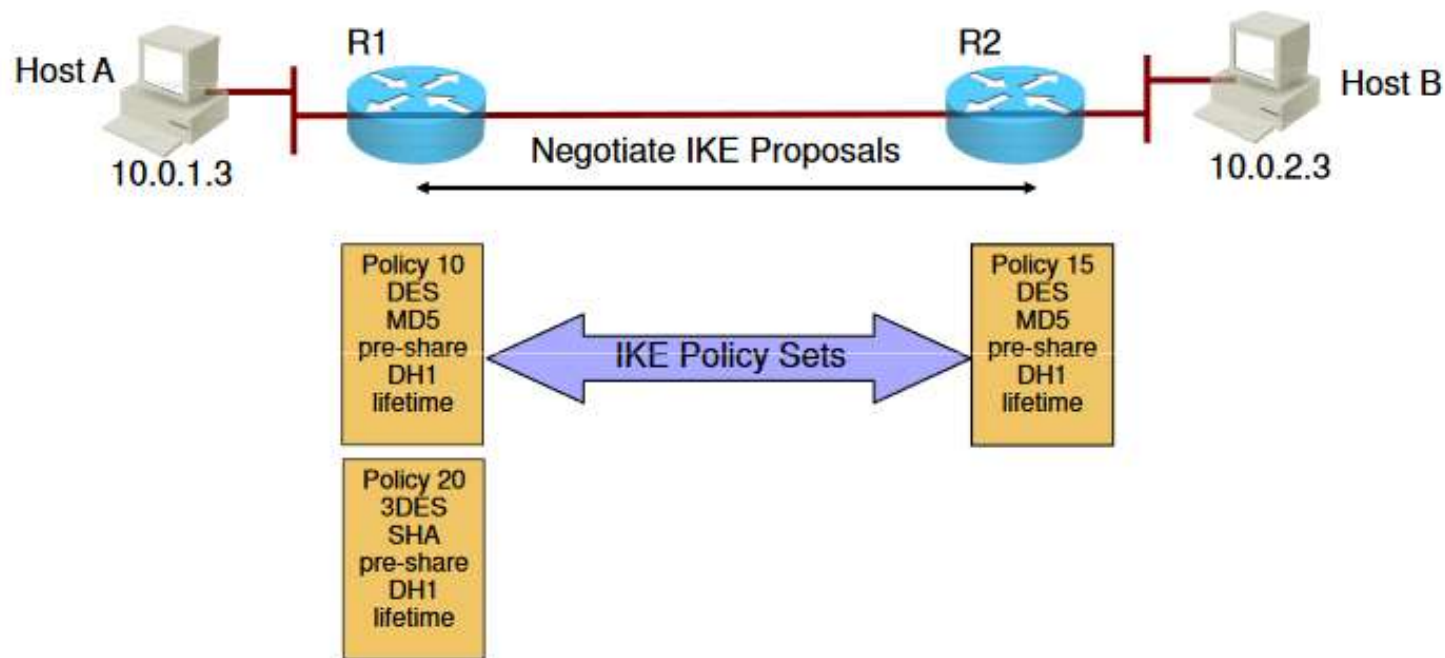 Host A
10.0.1.3
R1
R2
Host B
10.0.2.3
Negotiate IKE Proposals
Policy 10
DES
MD5
pre-share
DH1
lifetime
IKE Policy Sets
Policy 15
DES
MD5
pre-share
DH1
lifetime
Policy 20
3DES
SHA
pre-share
DH1
lifetime